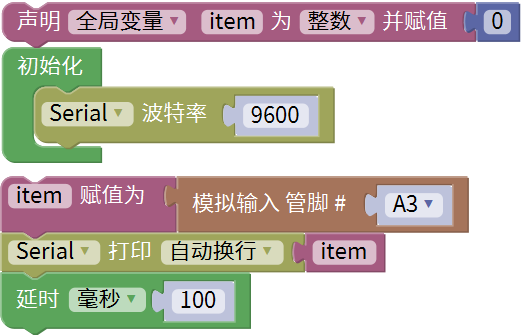 声明 全局变量 item 为 整数 并赋值 0
初始化
Serial 波特率 9600
item 赋值为 模拟输入 管脚 # A3
Serial 打印 自动换行 item
延时 毫秒 100